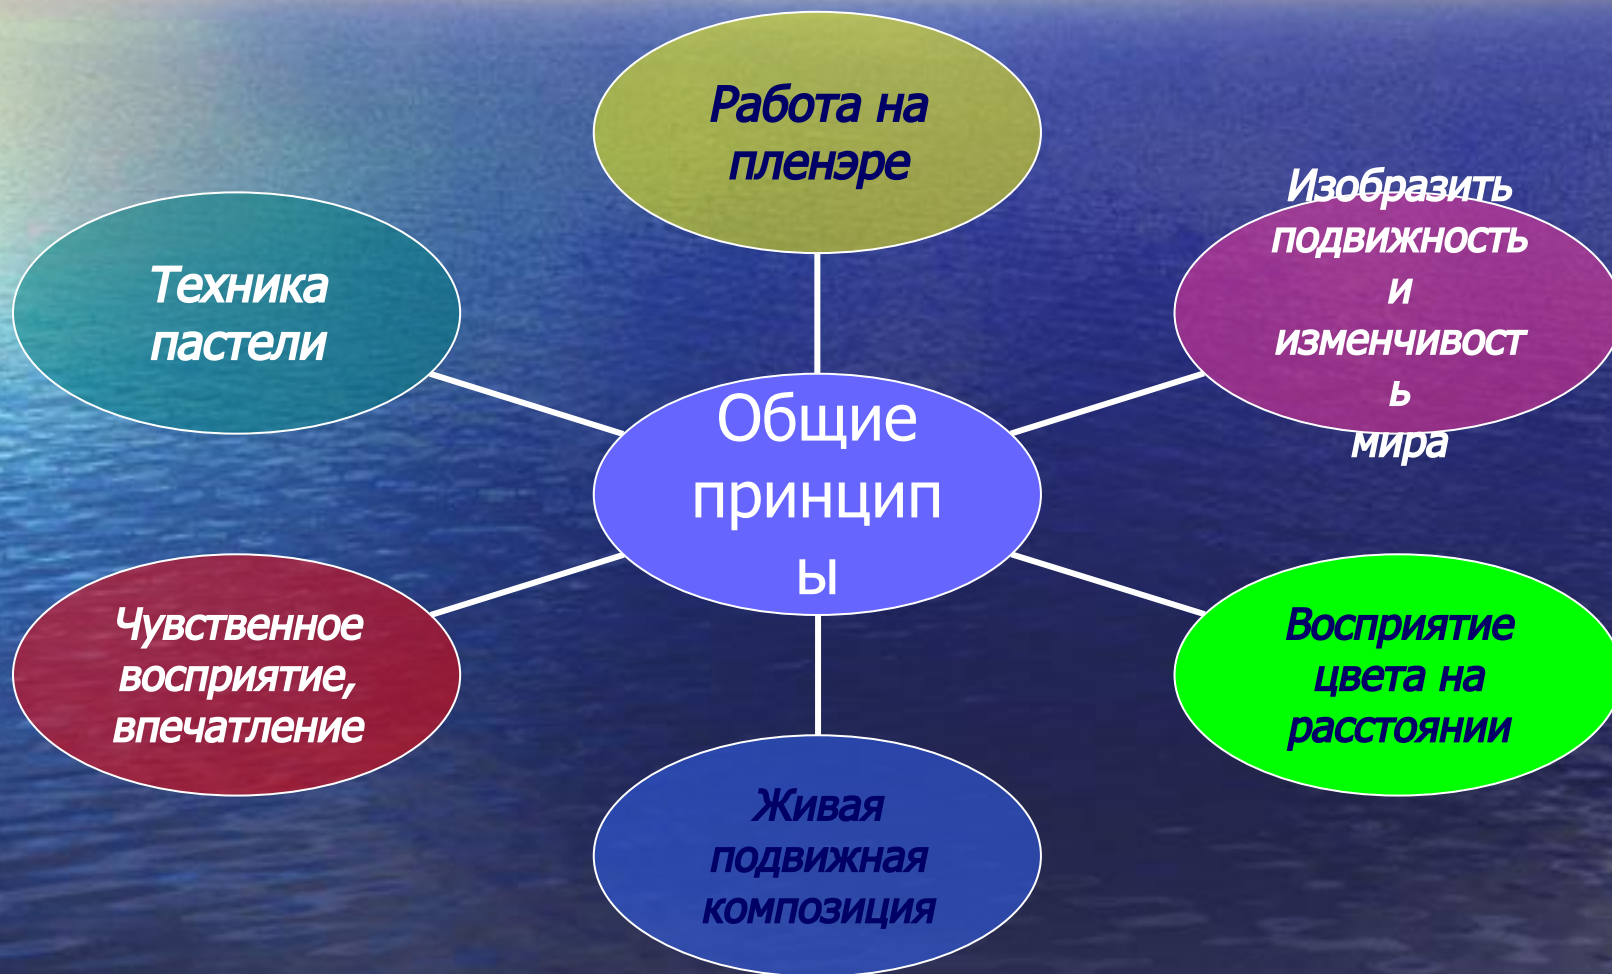 Работа на
пленэре
Изобразить
подвижность
и
изменчивост
ь
мира
Техника
пастели
Общие
принцип
ы
Чувственное
восприятие,
впечатление
Восприятие
цвета на
расстоянии
Живая
подвижная
композиция